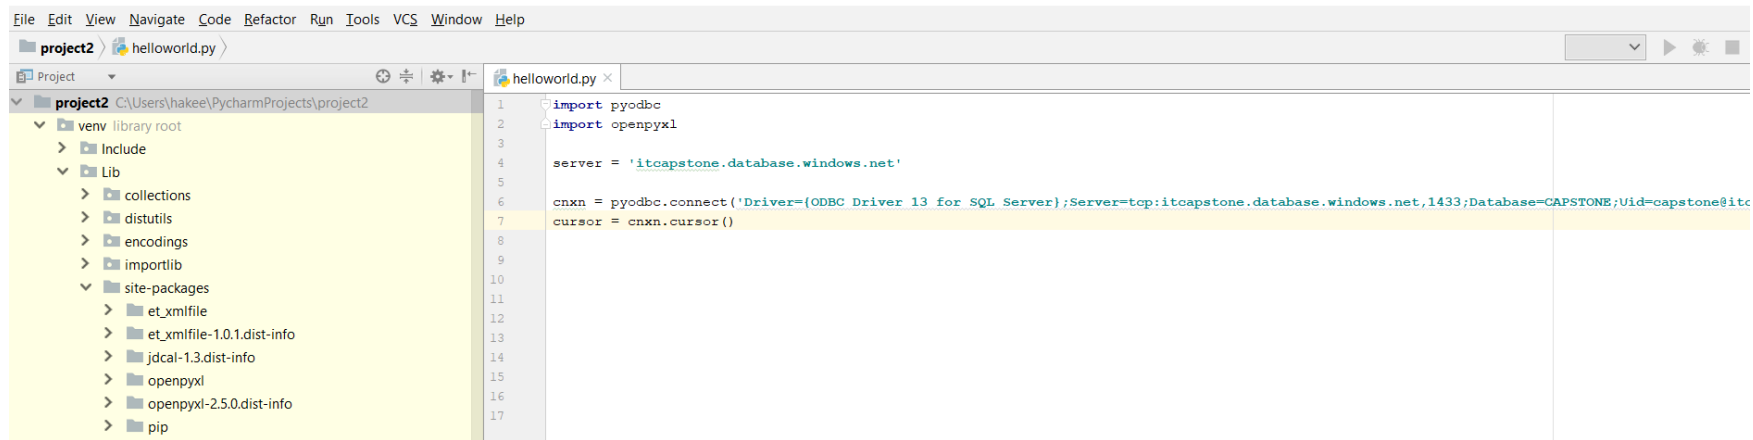 File Edit View Navigate Code Refactor Run Tools VCS Window Help
project2 helloworld.py
Project
helloworld.py
project2 C:\Users\hakee\PycharmProjects\project2
venv library root
Include
Lib
collections
distutils
encodings
importlib
site-packages
et_xmlfile
et_xmlfile-1.0.1.dist-info
jdcal-1.3.dist-info
openpyxl
openpyxl-2.5.0.dist-info
pip
1 import pyodbc
2 import openpyxl
3
4 server = 'itcapstone.database.windows.net'
5
6 cnxn = pyodbc.connect('Driver={ODBC Driver 13 for SQL Server};Server=tcp:itcapstone.database.windows.net,1433;Database=CAPSTONE;Uid=capstone@itc
7 cursor = cnxn.cursor()
8
9
10
11
12
13
14
15
16
17